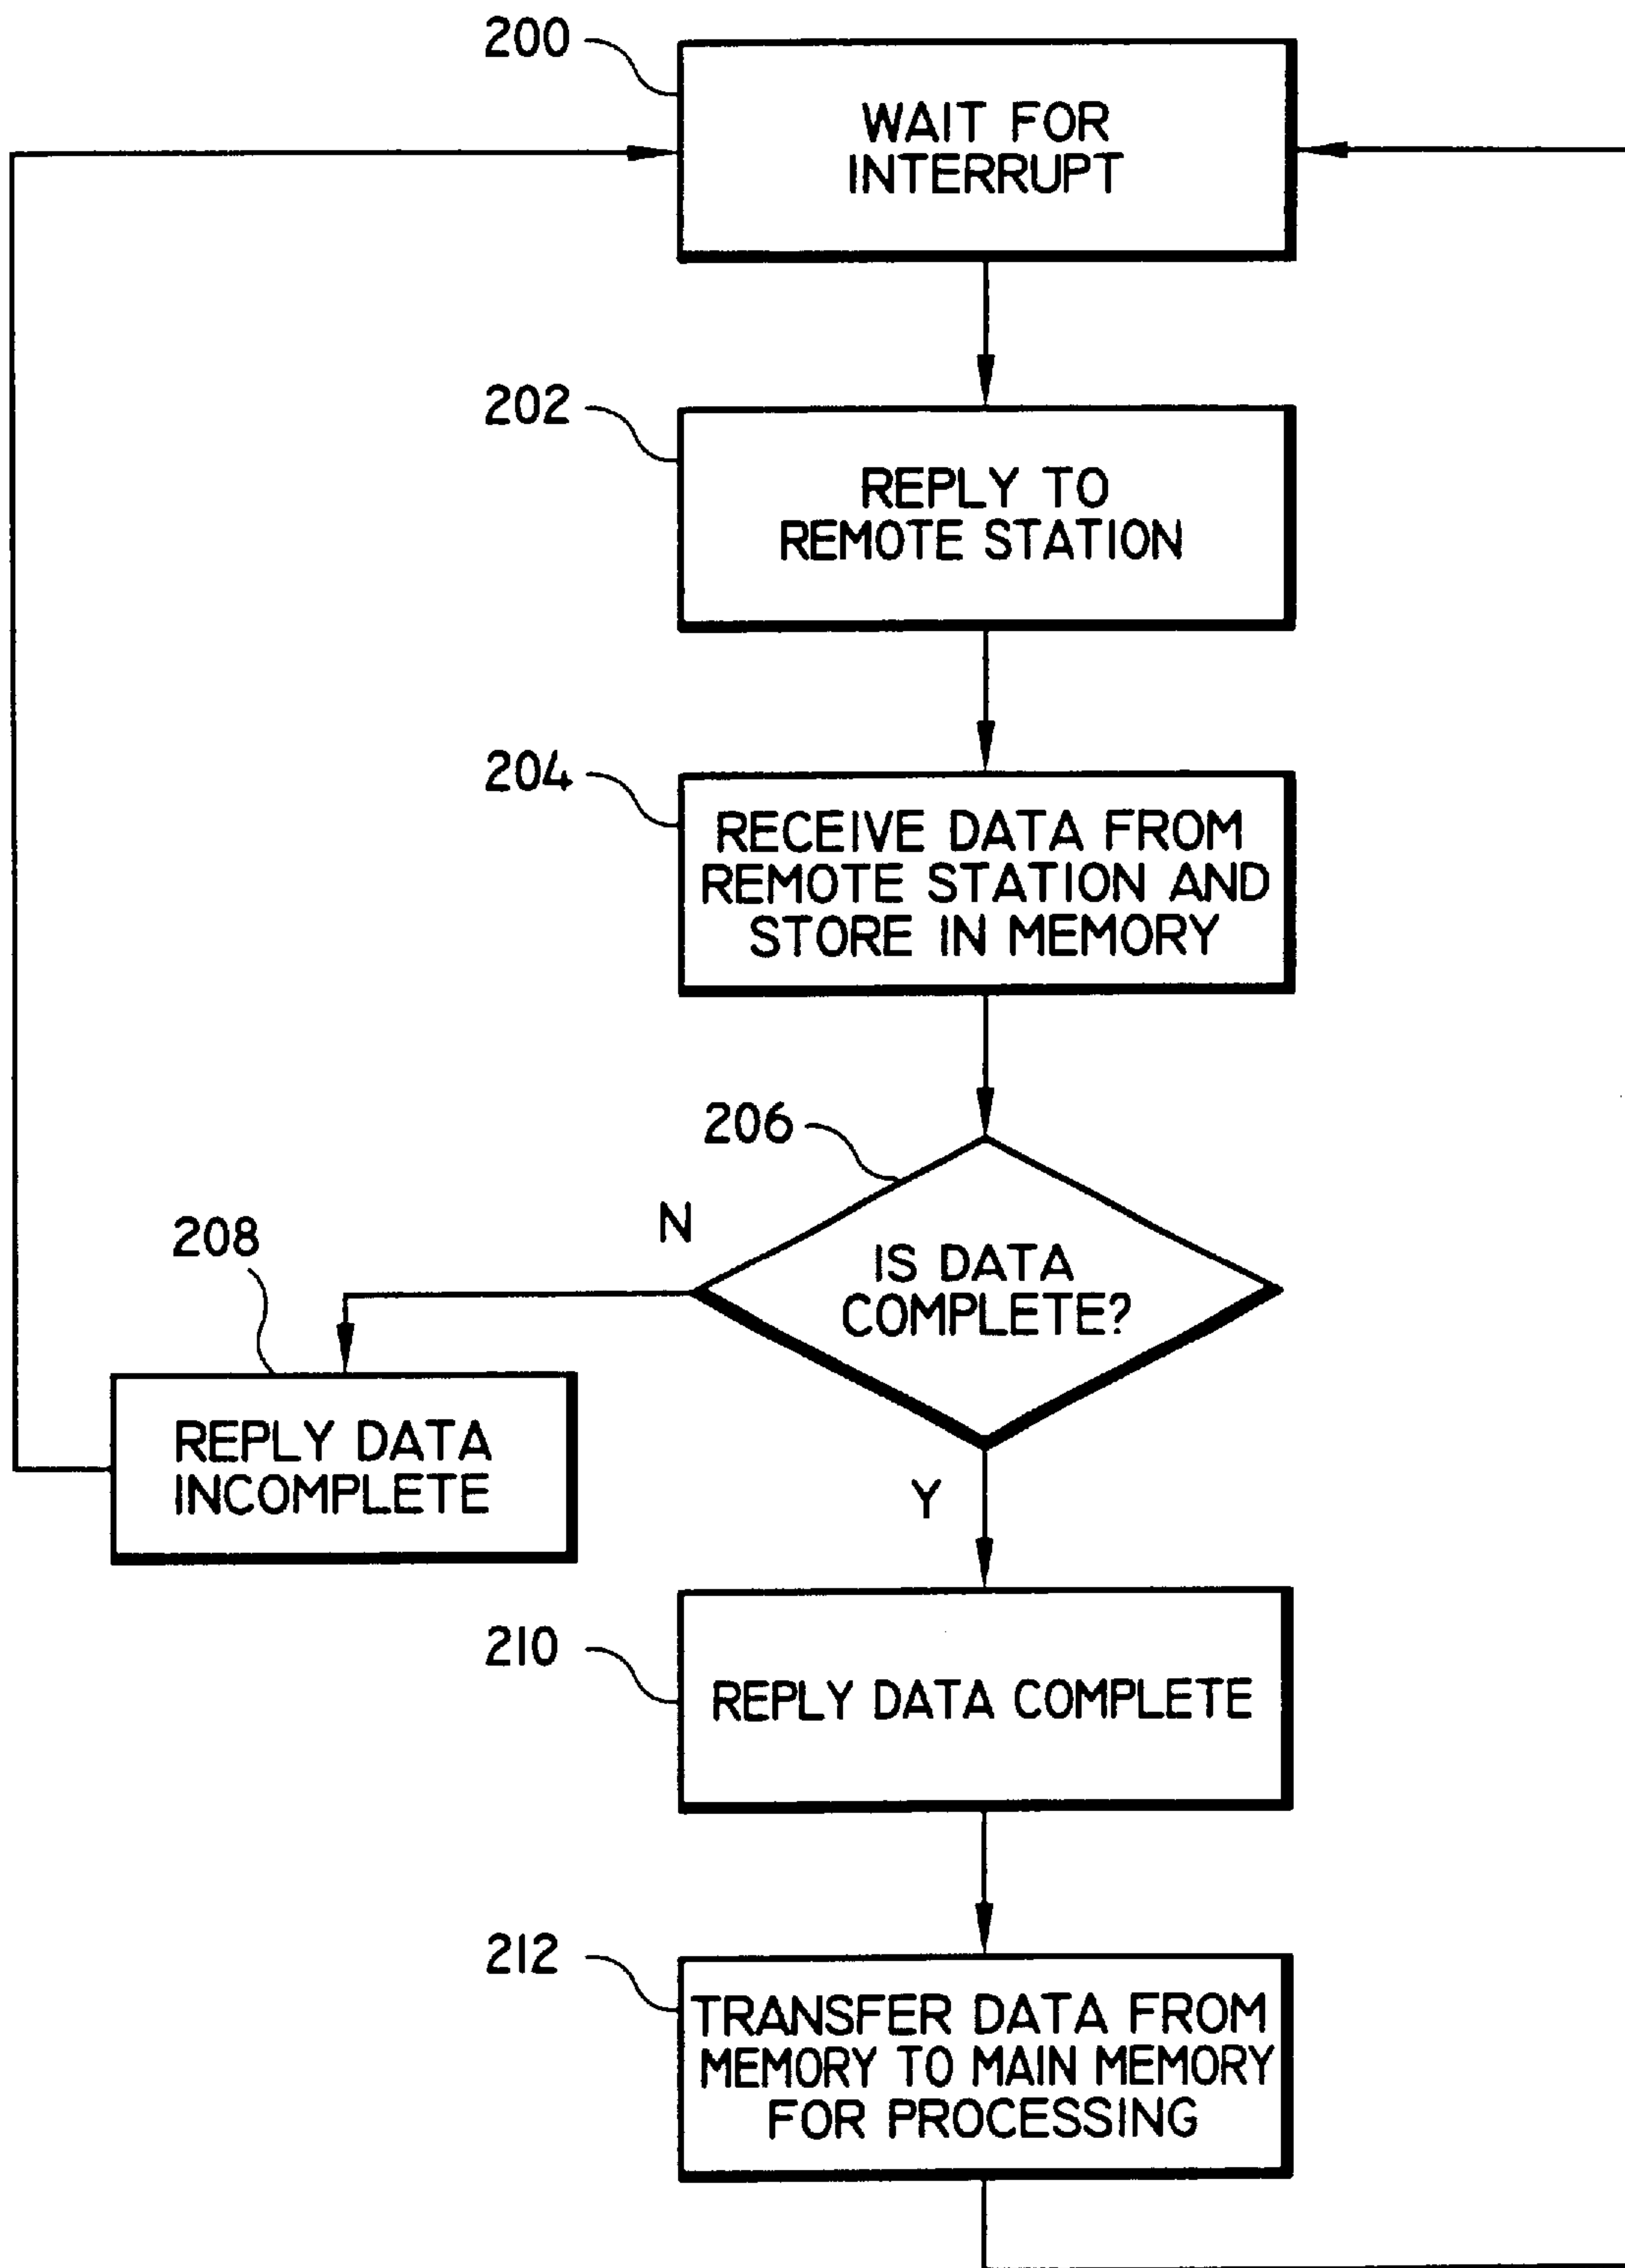 200
WAIT FOR
INTERRUPT
202
REPLY TO
REMOTE STATION
204
RECEIVE DATA FROM
REMOTE STATION AND
STORE IN MEMORY
206
N
IS DATA
COMPLETE?
208
REPLY DATA
INCOMPLETE
Y
210
REPLY DATA COMPLETE
212
TRANSFER DATA FROM
MEMORY TO MAIN MEMORY
FOR PROCESSING